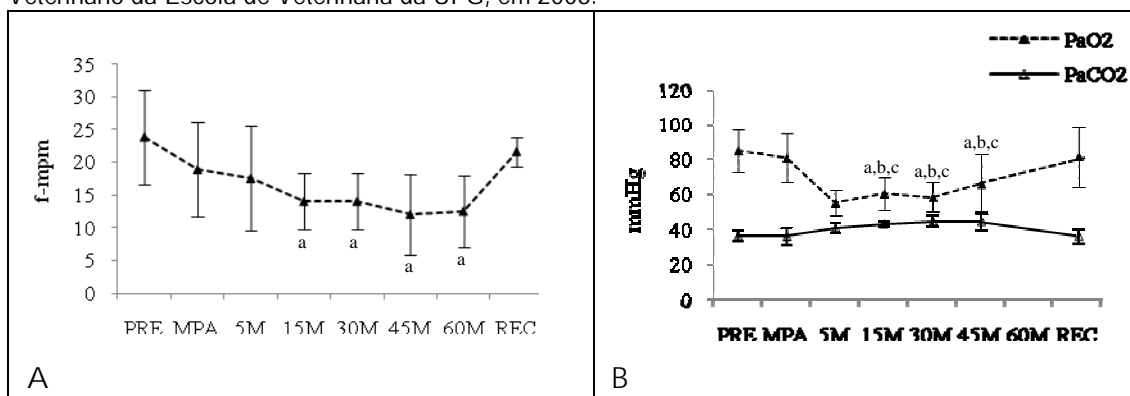 Veterinário da Escola de Veterinária da UFG, em
35
30
25
20
15
10
5
0
f-mpm
a
a
a
a
PRE MPA 5M 15M 30M 45M 60M REC
A
PaO2
PaCO2
120
100
80
60
40
20
0
mmHg
a,b,c
a,b,c
a,b,c
PRE MPA 5M 15M 30M 45M 60M REC
B